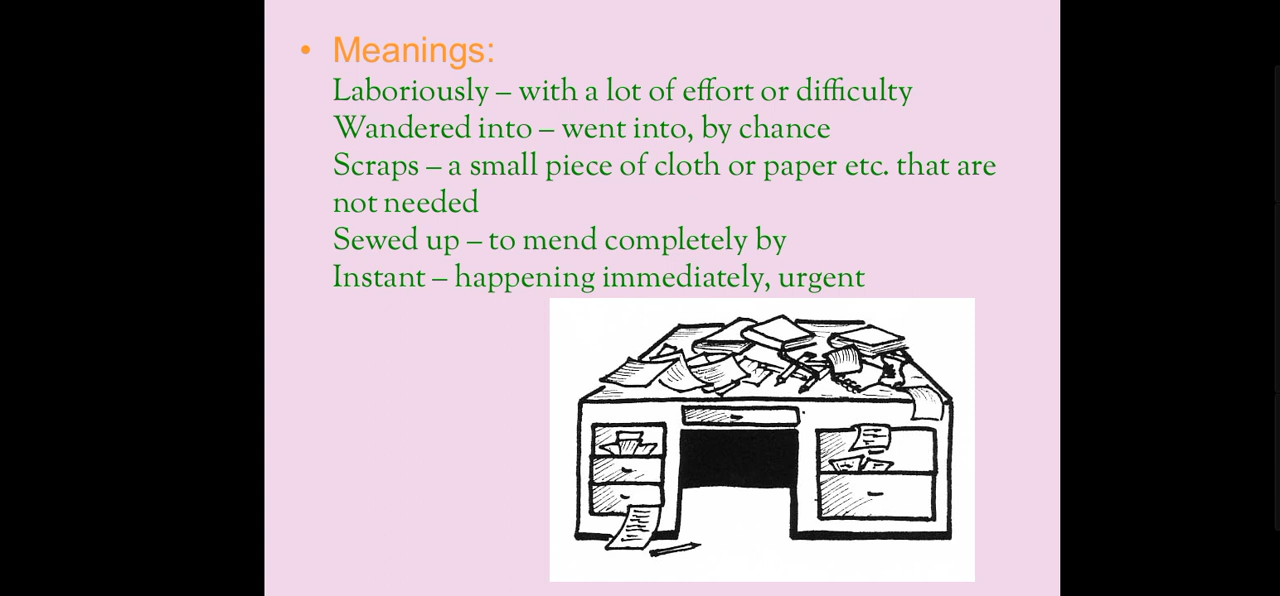 • Meanings:
Laboriously – with a lot of effort or difficulty
Wandered into – went into, by chance
Scraps – a small piece of cloth or paper etc. that are
not needed
Sewed up – to mend completely by
Instant – happening immediately, urgent